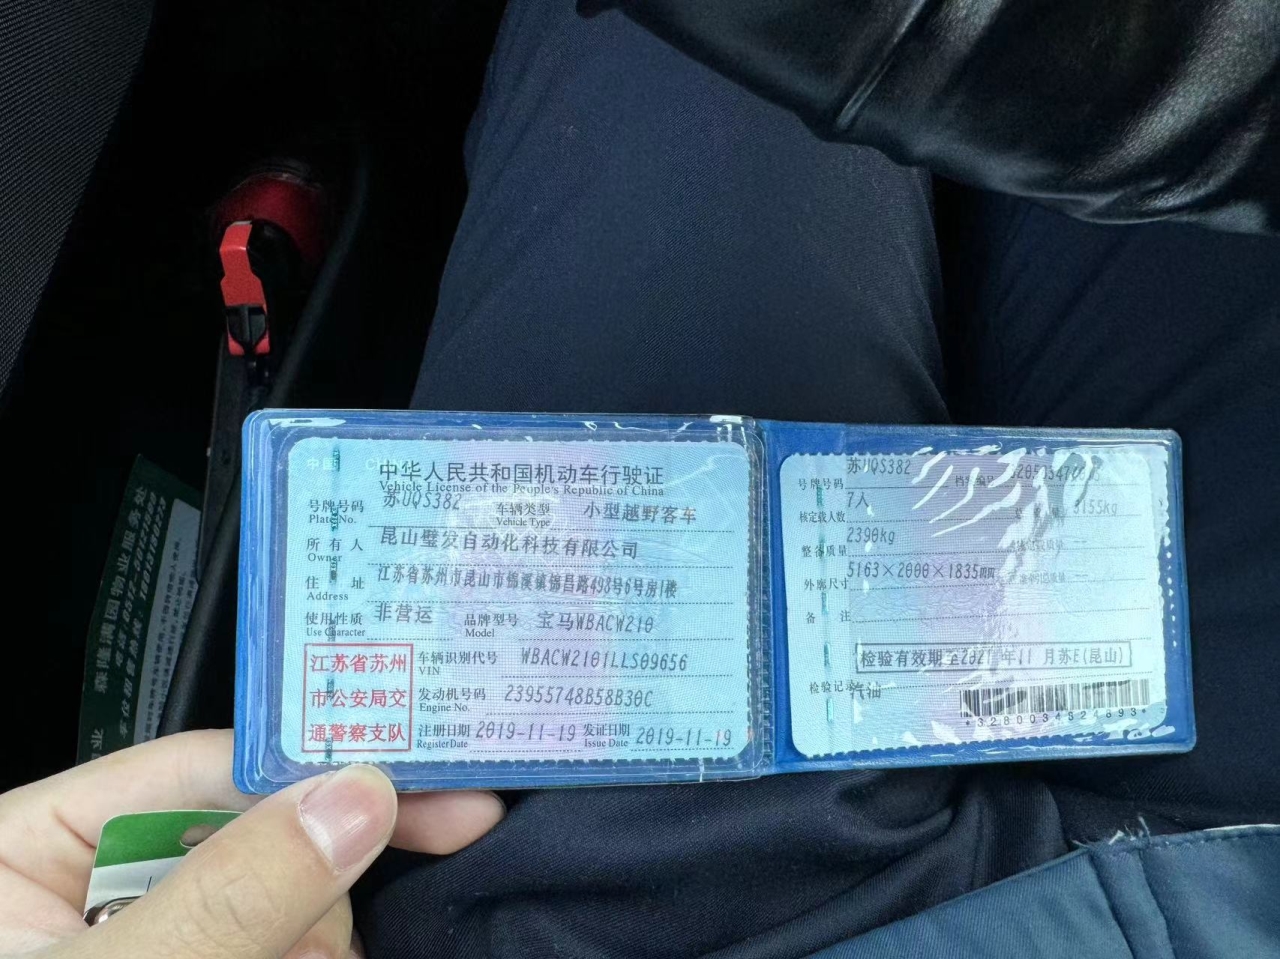 中华人民共和国机动车行驶证
Vehicle License of the People's Republic of China
号牌号码 苏UQS382 车辆类型 小型越野客车
Plate No. Vehicle Type
所有人 昆山璧发自动化科技有限公司
Owner
住址 江苏省苏州市昆山市锦溪镇锦昌路498号6号房1楼
Address
使用性质 非营运 品牌型号 宝马WBACW210
Use Character Model
江苏省苏州
市公安局交
通警察支队
车辆识别代号 WBACW2101LLS09656
VIN
发动机号码 23955748B58B30C
Engine No.
注册日期 2019-11-19 发证日期 2019-11-19
Register Date Issue Date
号牌号码 苏UQS382 档案编号
核定载人数 7人 3155kg
整备质量 2390kg
外廓尺寸 5163×2000×1835mm
备注
检验有效期至2021年11月苏E(昆山)
检验记录 汽油